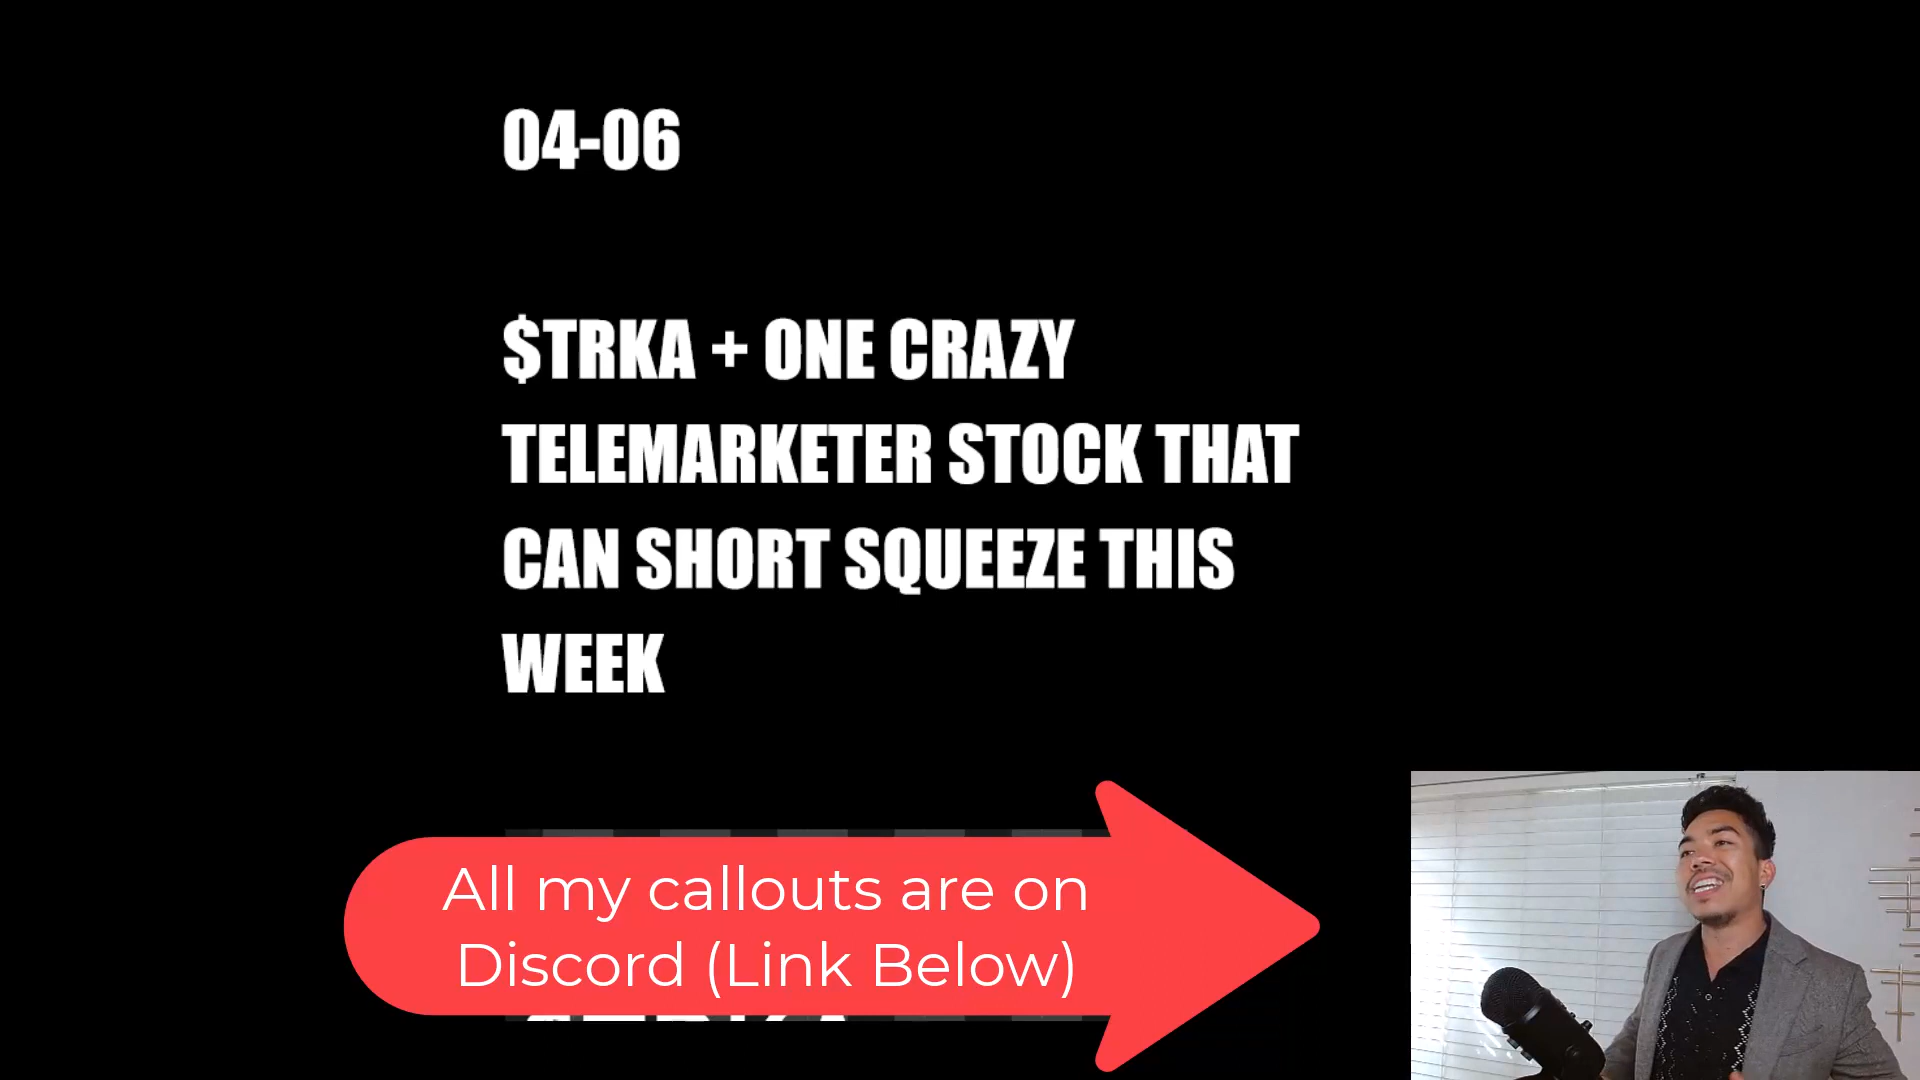 04-06
$TRKA + ONE CRAZY
TELEMARKETER STOCK THAT
CAN SHORT SQUEEZE THIS
WEEK
All my callouts are on
Discord (Link Below)